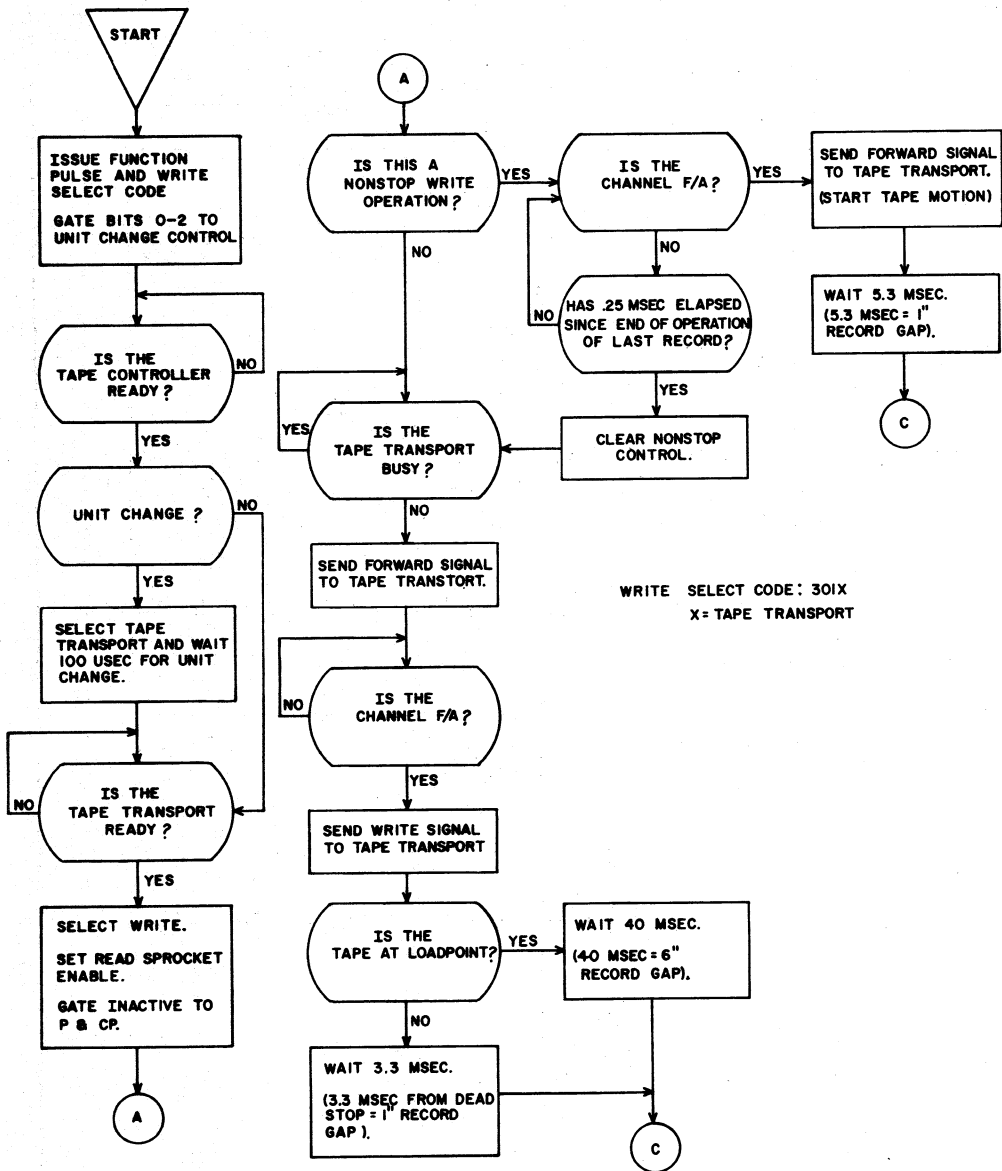 START
ISSUE FUNCTION
PULSE AND WRITE
SELECT CODE
GATE BITS 0-2 TO
UNIT CHANGE CONTROL
IS THE
TAPE CONTROLLER
READY?
NO
YES
UNIT CHANGE?
NO
YES
SELECT TAPE
TRANSPORT AND WAIT
100 USEC FOR UNIT
CHANGE.
IS THE
TAPE TRANSPORT
READY?
NO
YES
SELECT WRITE.
SET READ SPROCKET
ENABLE.
GATE INACTIVE TO
P & CP.
A
A
IS THIS A
NONSTOP WRITE
OPERATION?
YES
NO
IS THE
CHANNEL F/A?
YES
NO
HAS .25 MSEC ELAPSED
SINCE END OF OPERATION
OF LAST RECORD?
NO
YES
CLEAR NONSTOP
CONTROL.
SEND FORWARD SIGNAL
TO TAPE TRANSPORT.
(START TAPE MOTION)
WAIT 5.3 MSEC.
(5.3 MSEC = 1"
RECORD GAP).
C
IS THE
TAPE TRANSPORT
BUSY?
YES
NO
SEND FORWARD SIGNAL
TO TAPE TRANSTORT.
IS THE
CHANNEL F/A?
NO
YES
SEND WRITE SIGNAL
TO TAPE TRANSPORT
IS THE
TAPE AT LOADPOINT?
YES
NO
WAIT 40 MSEC.
(40 MSEC = 6"
RECORD GAP).
WAIT 3.3 MSEC.
(3.3 MSEC FROM DEAD
STOP = 1" RECORD
GAP).
C
WRITE SELECT CODE: 301X
X = TAPE TRANSPORT